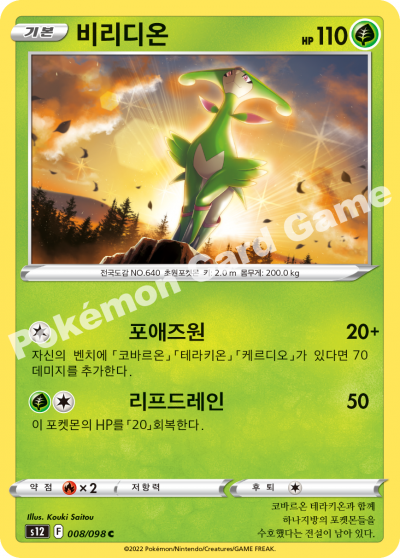 기본 비리디온 HP 110
전국도감 NO.640 초원포켓몬 키: 2.0 m 몸무게: 200.0 kg
Pokémon Card Game
포애즈원 20+
자신의 벤치에 「코바르온」 「테라키온」 「케르디오」가 있다면 70
데미지를 추가한다.
리프드레인 50
이 포켓몬의 HP를 「20」 회복한다.
약점 ×2 저항력 후퇴
Illus. Kouki Saitou
s12 F 008/098 C
코바르온 테라키온과 함께
하나지방의 포켓몬들을
수호했다는 전설이 남아 있다.
©2022 Pokémon/Nintendo/Creatures/GAME FREAK.